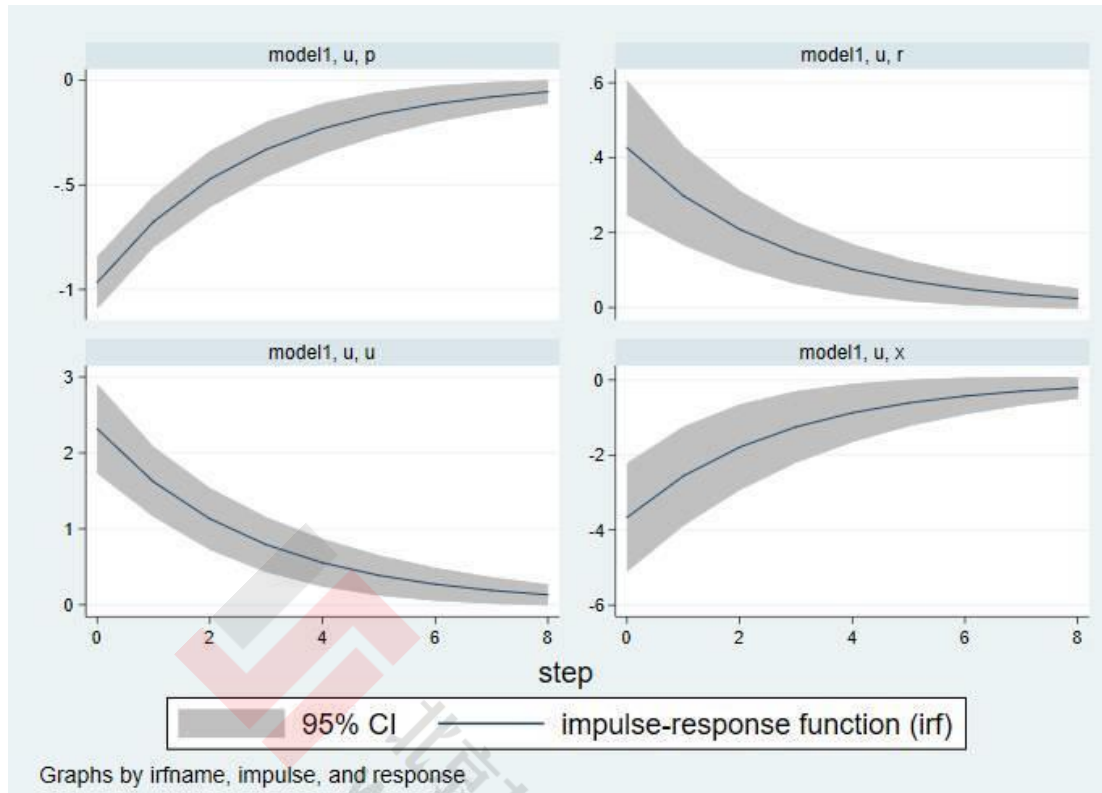 model1, u, p
model1, u, r
0
-.5
-1
.6
.4
.2
0
model1, u, u
model1, u, x
3
2
1
0
0
-2
-4
-6
0 2 4 6 8
0 2 4 6 8
step
95% CI
impulse-response function (irf)
Graphs by irfname, impulse, and response
北京